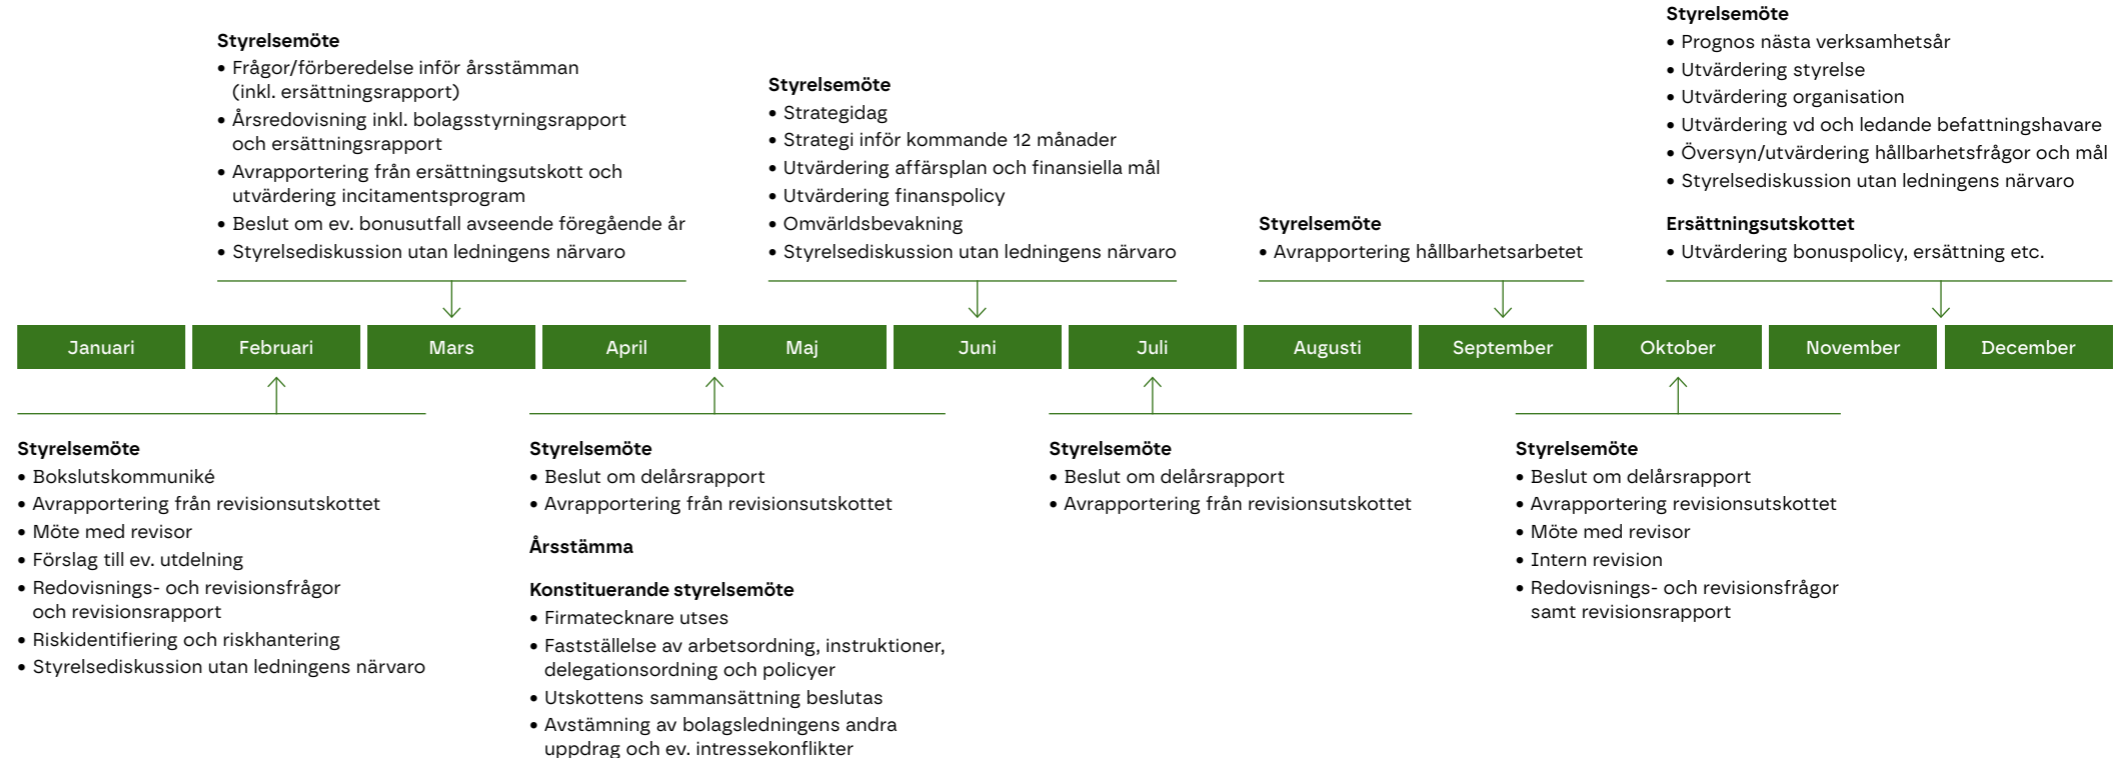 Styrelsemöte
• Frågor/förberedelse inför årsstämman
(inkl. ersättningsrapport)
• Årsredovisning inkl. bolagsstyrningsrapport
och ersättningsrapport
• Avrapportering från ersättningsutskott och
utvärdering incitamentsprogram
• Beslut om ev. bonusutfall avseende föregående år
• Styrelsediskussion utan ledningens närvaro
Styrelsemöte
• Strategidag
• Strategi inför kommande 12 månader
• Utvärdering affärsplan och finansiella mål
• Utvärdering finanspolicy
• Omvärldsbevakning
• Styrelsediskussion utan ledningens närvaro
Styrelsemöte
• Avrapportering hållbarhetsarbetet
Styrelsemöte
• Prognos nästa verksamhetsår
• Utvärdering styrelse
• Utvärdering organisation
• Utvärdering vd och ledande befattningshavare
• Översyn/utvärdering hållbarhetsfrågor och mål
• Styrelsediskussion utan ledningens närvaro
Ersättningsutskottet
• Utvärdering bonuspolicy, ersättning etc.
Januari
Februari
Mars
April
Maj
Juni
Juli
Augusti
September
Oktober
November
December
Styrelsemöte
• Bokslutskommuniké
• Avrapportering från revisionsutskottet
• Möte med revisor
• Förslag till ev. utdelning
• Redovisnings- och revisionsfrågor
och revisionsrapport
• Riskidentifiering och riskhantering
• Styrelsediskussion utan ledningens närvaro
Styrelsemöte
• Beslut om delårsrapport
• Avrapportering från revisionsutskottet
Årsstämma
Konstituerande styrelsemöte
• Firmatecknare utses
• Fastställelse av arbetsordning, instruktioner,
delegationsordning och policyer
• Utskottens sammansättning beslutas
• Avstämning av bolagsledningens andra
uppdrag och ev. intressekonflikter
Styrelsemöte
• Beslut om delårsrapport
• Avrapportering från revisionsutskottet
Styrelsemöte
• Beslut om delårsrapport
• Avrapportering revisionsutskottet
• Möte med revisor
• Intern revision
• Redovisnings- och revisionsfrågor
samt revisionsrapport